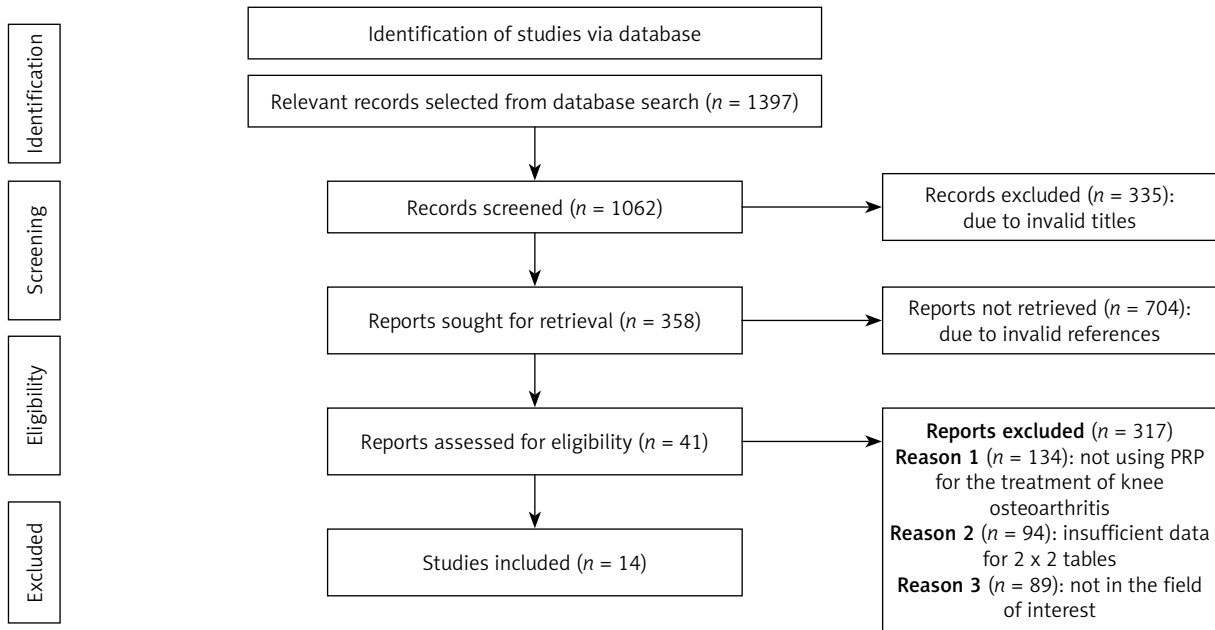 Identification
Identification of studies via database
Relevant records selected from database search (n = 1397)
Screening
Records screened (n = 1062)
Records excluded (n = 335):
due to invalid titles
Reports sought for retrieval (n = 358)
Reports not retrieved (n = 704):
due to invalid references
Eligibility
Reports assessed for eligibility (n = 41)
Reports excluded (n = 317)
Reason 1 (n = 134): not using PRP
for the treatment of knee
osteoarthritis
Reason 2 (n = 94): insufficient data
for 2 x 2 tables
Reason 3 (n = 89): not in the field
of interest
Excluded
Studies included (n = 14)